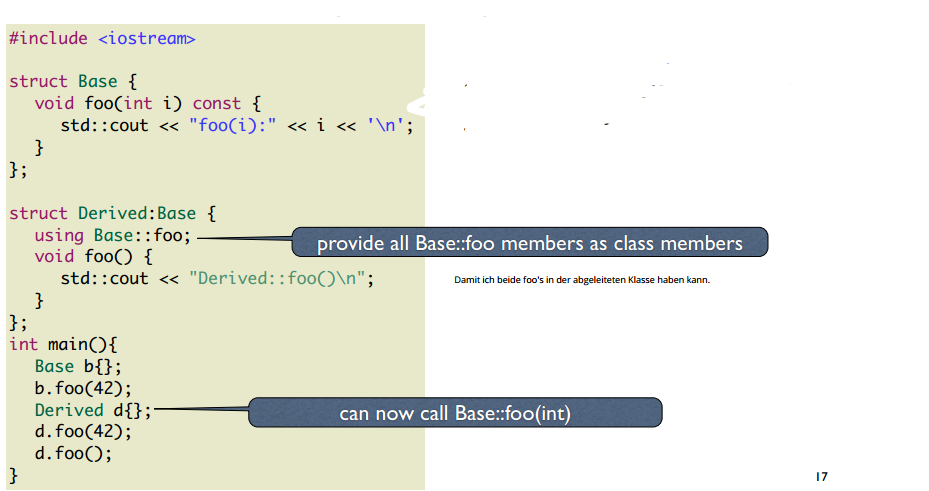 #include <iostream>
struct Base {
void foo(int i) const {
std::cout << "foo(i):" << i << '\n';
}
};
struct Derived:Base {
using Base::foo;
provide all Base::foo members as class members
void foo() {
std::cout << "Derived::foo()\n";
Damit ich beide foo's in der abgeleiteten Klasse haben kann.
}
};
int main(){
Base b{};
b.foo(42);
Derived d{};
can now call Base::foo(int)
d.foo(42);
d.foo();
}
17